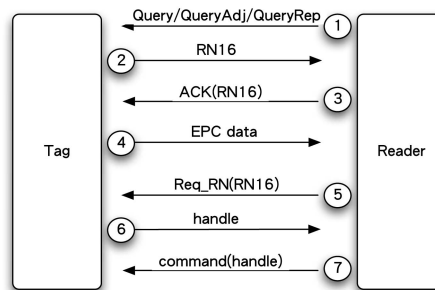 Query/QueryAdj/QueryRep
1
2
RN16
ACK(RN16)
3
4
EPC data
Tag
Reader
Req_RN(RN16)
5
6
handle
command(handle)
7